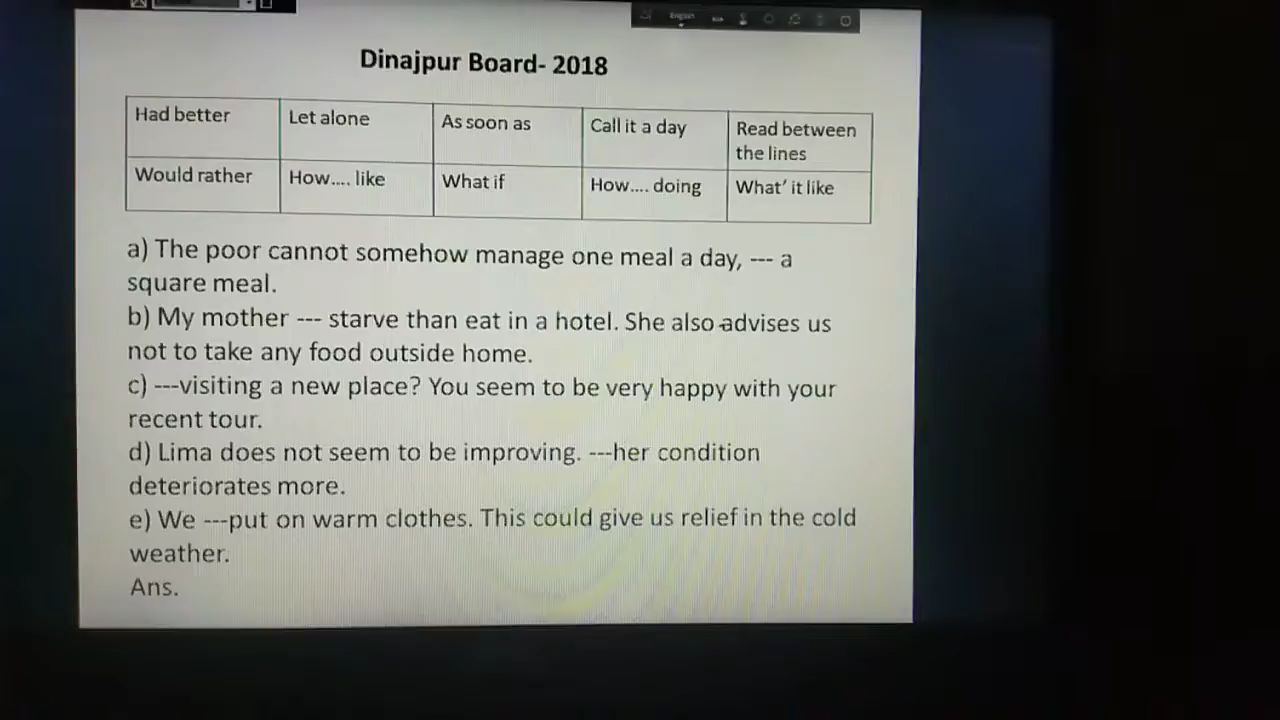 English
Dinajpur Board- 2018
Had better
Let alone
As soon as
Call it a day
Read between
the lines
Would rather
How.... like
What if
How.... doing
What' it like
a) The poor cannot somehow manage one meal a day, --- a
square meal.
b) My mother --- starve than eat in a hotel. She also advises us
not to take any food outside home.
c) ---visiting a new place? You seem to be very happy with your
recent tour.
d) Lima does not seem to be improving. ---her condition
deteriorates more.
e) We ---put on warm clothes. This could give us relief in the cold
weather.
Ans.